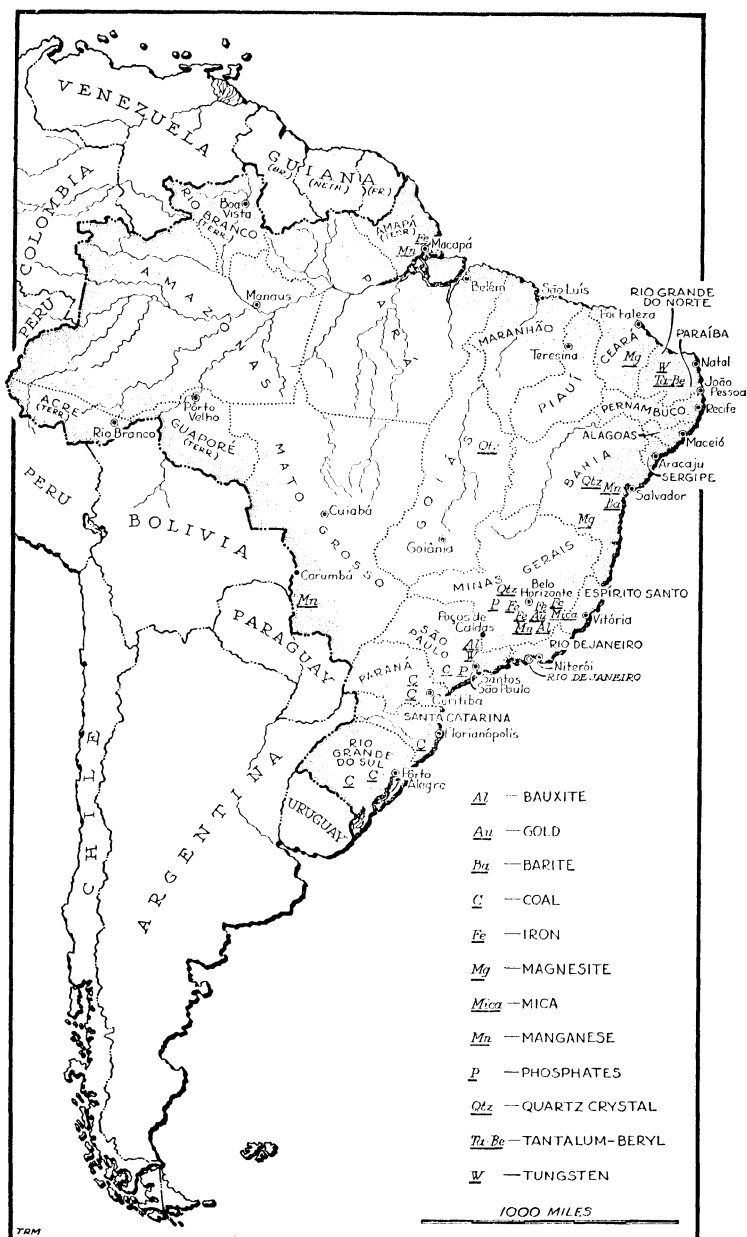 VENEZUELA
COLOMBIA
GUIANA
(BR.)
(NETH.)
(FR.)
RIO BRANCO
(TERR.)
Boa
Vista
AMAPÁ
(TERR.)
Fe
Mn
Macapá
PERU
AMAZONAS
Manaus
PARÁ
Belém
São Luís
MARANHÃO
Teresina
Fortaleza
CEARÁ
Mg
RIO GRANDE
DO NORTE
PARAÍBA
W
Ta-Be
Natal
João
Pessoa
PIAUI
PERNAMBUCO
Recife
ALAGOAS
Maceió
Aracaju
SERGIPE
ACRE
(TERR.)
Rio Branco
Pôrto
Velho
GUAPORÉ
(TERR.)
PERU
BOLIVIA
MATO GROSSO
Cuiabá
Corumbá
Mn
GOIAS
Qtz
Goiânia
BAHIA
Qtz
Mn
Ba
Salvador
Mg
MINAS GERAIS
Qtz
Belo
Horizonte
P
Fe
Fe
Fe
Fe
Au
Mica
Mn
Al
ESPÍRITO SANTO
Vitória
Poços de
Caldas
Al
W
RIO DE JANEIRO
Niterói
RIO DE JANEIRO
SÃO
PAULO
C
P
Santos
São Paulo
PARAGUAY
PARANÁ
C
C
Curitiba
SANTA CATARINA
Florianópolis
C
RIO
GRANDE
DO SUL
C
C
Pôrto
Alegre
URUGUAY
ARGENTINA
CHILE
Al — BAUXITE
Au — GOLD
Ba — BARITE
C — COAL
Fe — IRON
Mg — MAGNESITE
Mica — MICA
Mn — MANGANESE
P — PHOSPHATES
Qtz — QUARTZ CRYSTAL
Ta-Be — TANTALUM-BERYL
W — TUNGSTEN
1000 MILES
TRM